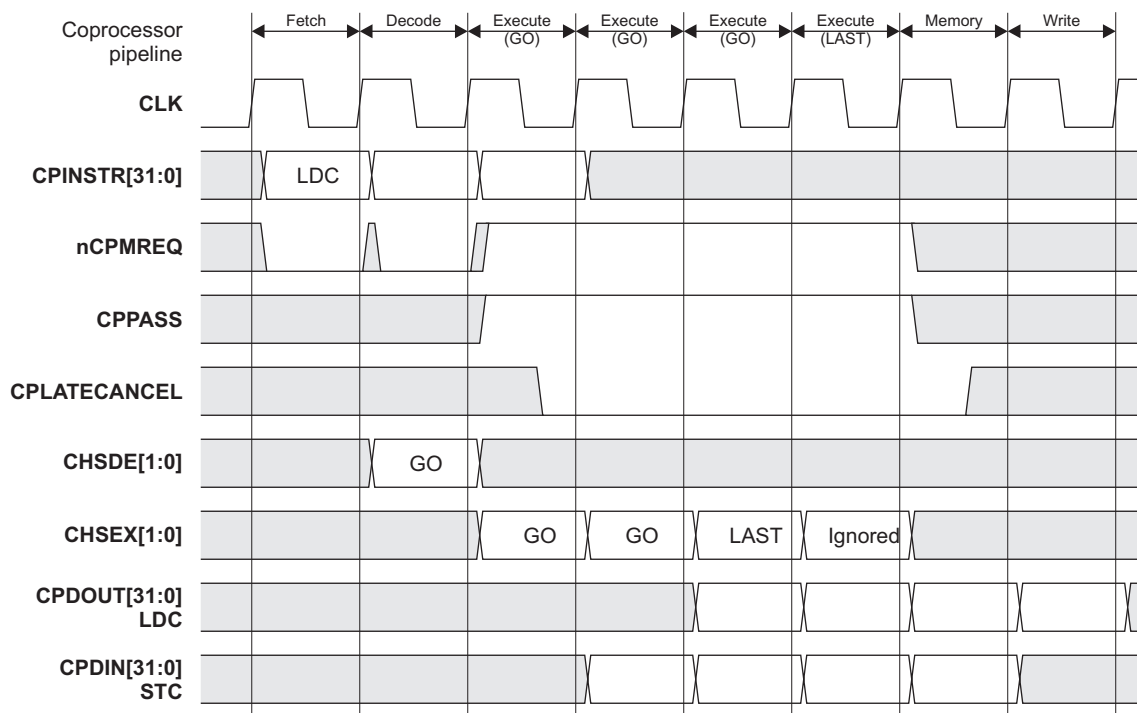 Coprocessor
pipeline
Fetch
Decode
Execute
(GO)
Execute
(GO)
Execute
(GO)
Execute
(LAST)
Memory
Write
CLK
CPINSTR[31:0]
LDC
nCPMREQ
CPPASS
CPLATECANCEL
CHSDE[1:0]
GO
CHSEX[1:0]
GO
GO
LAST
Ignored
CPDOUT[31:0]
LDC
CPDIN[31:0]
STC